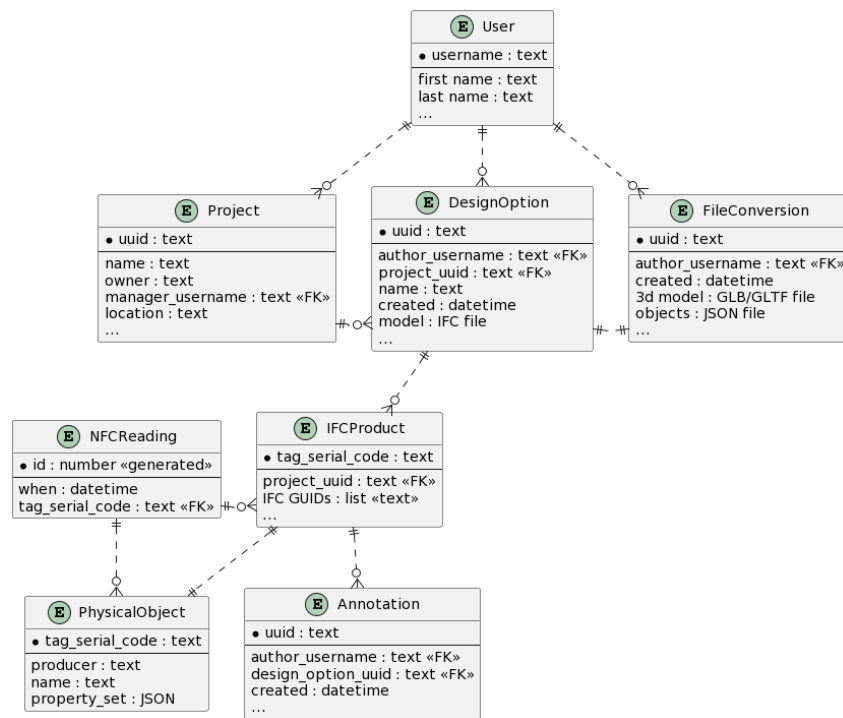 E User
username : text
first name : text
last name : text
...
E Project
uuid : text
name : text
owner : text
manager_username : text «FK»
location : text
...
E DesignOption
uuid : text
author_username : text «FK»
project_uuid : text «FK»
name : text
created : datetime
model : IFC file
...
E FileConversion
uuid : text
author_username : text «FK»
created : datetime
3d model : GLB/GLTF file
objects : JSON file
...
E NFCReading
id : number «generated»
when : datetime
tag_serial_code : text «FK»
E IFCProduct
tag_serial_code : text
project_uuid : text «FK»
IFC GUIDs : list «text»
...
E PhysicalObject
tag_serial_code : text
producer : text
name : text
property_set : JSON
E Annotation
uuid : text
author_username : text «FK»
design_option_uuid : text «FK»
created : datetime
...